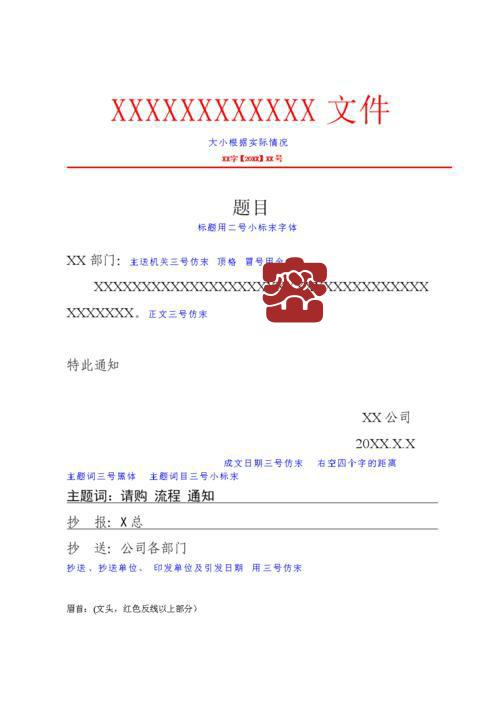 XXXXXXXXXXXX 文件
大小根据实际情况
XX字【20XX】XX 号
题目
标题用二号小标宋字体
XX 部门：主送机关三号仿宋 顶格 冒号用全
XXXXXXXXXXXXXXXXXXXXXXXXXXXXXXXXXXX
XXXXXXX。正文三号仿宋
特此通知
XX 公司
20XX.X.X
成文日期三号仿宋 右空四个字的距离
主题词三号黑体 主题词目三号小标宋
主题词：请购 流程 通知
抄 报：X 总
抄 送：公司各部门
抄送 、抄送单位、 印发单位及引发日期 用三号仿宋
眉首：(文头，红色反线以上部分）